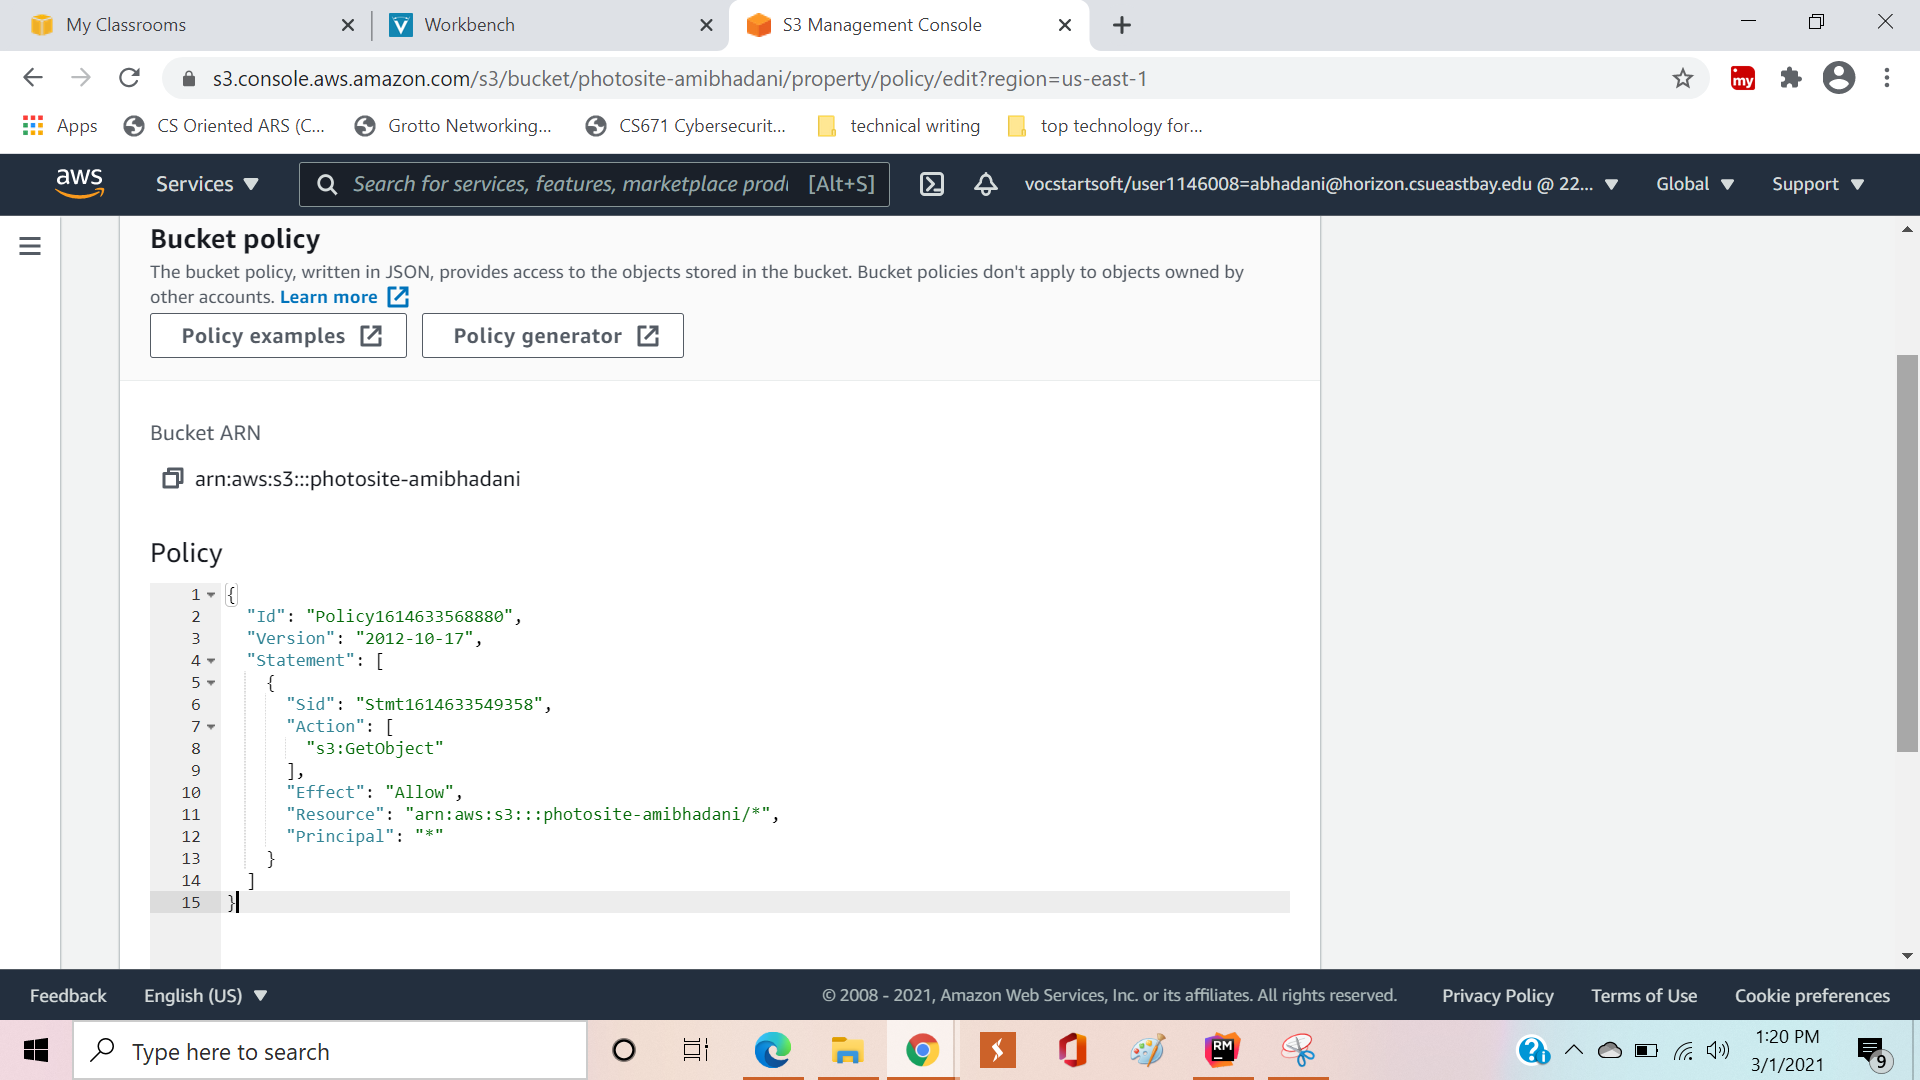 My Classrooms
Workbench
S3 Management Console
s3.console.aws.amazon.com/s3/bucket/photosite-amibhadani/property/policy/edit?region=us-east-1
my
Apps
CS Oriented ARS (C...
Grotto Networking...
CS671 Cybersecurit...
technical writing
top technology for...
aws
Services
Search for services, features, marketplace prod
[Alt+S]
vocstartsoft/user1146008=abhadani@horizon.csueastbay.edu @ 22...
Global
Support
Bucket policy
The bucket policy, written in JSON, provides access to the objects stored in the bucket. Bucket policies don't apply to objects owned by
other accounts. Learn more
Policy examples
Policy generator
Bucket ARN
arn:aws:s3:::photosite-amibhadani
Policy
1 {
2 "Id": "Policy1614633568880",
3 "Version": "2012-10-17",
4 "Statement": [
5 {
6 "Sid": "Stmt1614633549358",
7 "Action": [
8 "s3:GetObject"
9 ],
10 "Effect": "Allow",
11 "Resource": "arn:aws:s3:::photosite-amibhadani/*",
12 "Principal": "*"
13 }
14 ]
15 }
Feedback
English (US)
© 2008 - 2021, Amazon Web Services, Inc. or its affiliates. All rights reserved.
Privacy Policy
Terms of Use
Cookie preferences
Type here to search
RM
1:20 PM
3/1/2021
9